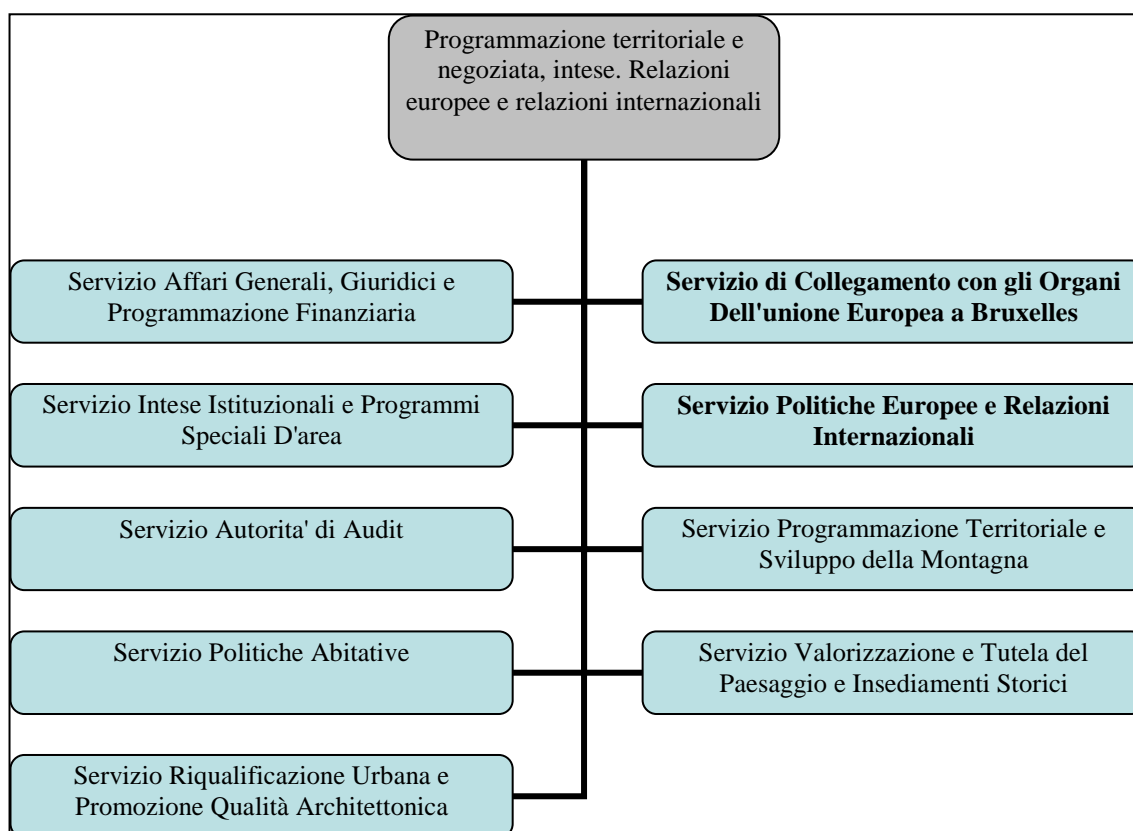 Programmazione territoriale e
negoziata, intese. Relazioni
europee e relazioni internazionali
Servizio Affari Generali, Giuridici e
Programmazione Finanziaria
Servizio di Collegamento con gli Organi
Dell'unione Europea a Bruxelles
Servizio Intese Istituzionali e Programmi
Speciali D'area
Servizio Politiche Europee e Relazioni
Internazionali
Servizio Autorita' di Audit
Servizio Programmazione Territoriale e
Sviluppo della Montagna
Servizio Politiche Abitative
Servizio Valorizzazione e Tutela del
Paesaggio e Insediamenti Storici
Servizio Riqualificazione Urbana e
Promozione Qualità Architettonica